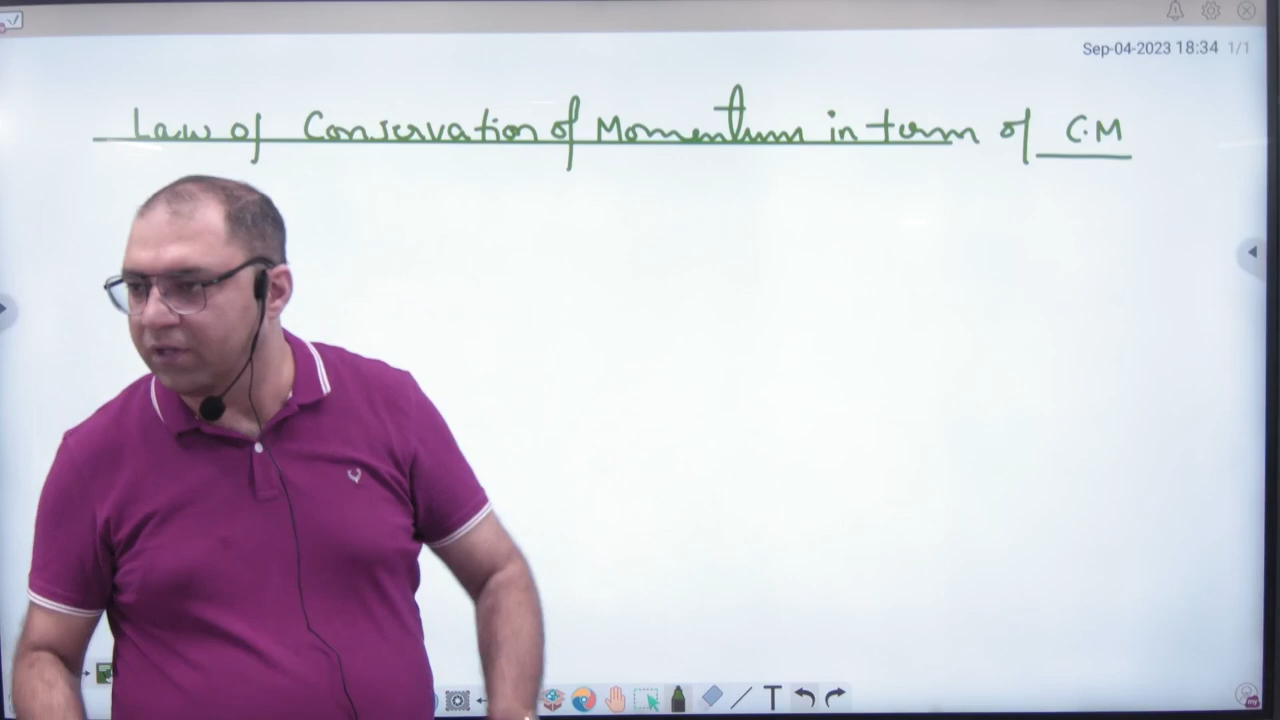 Sep-04-2023 18:34 1/1
Law of Conservation of Momentum in term of C.M
T